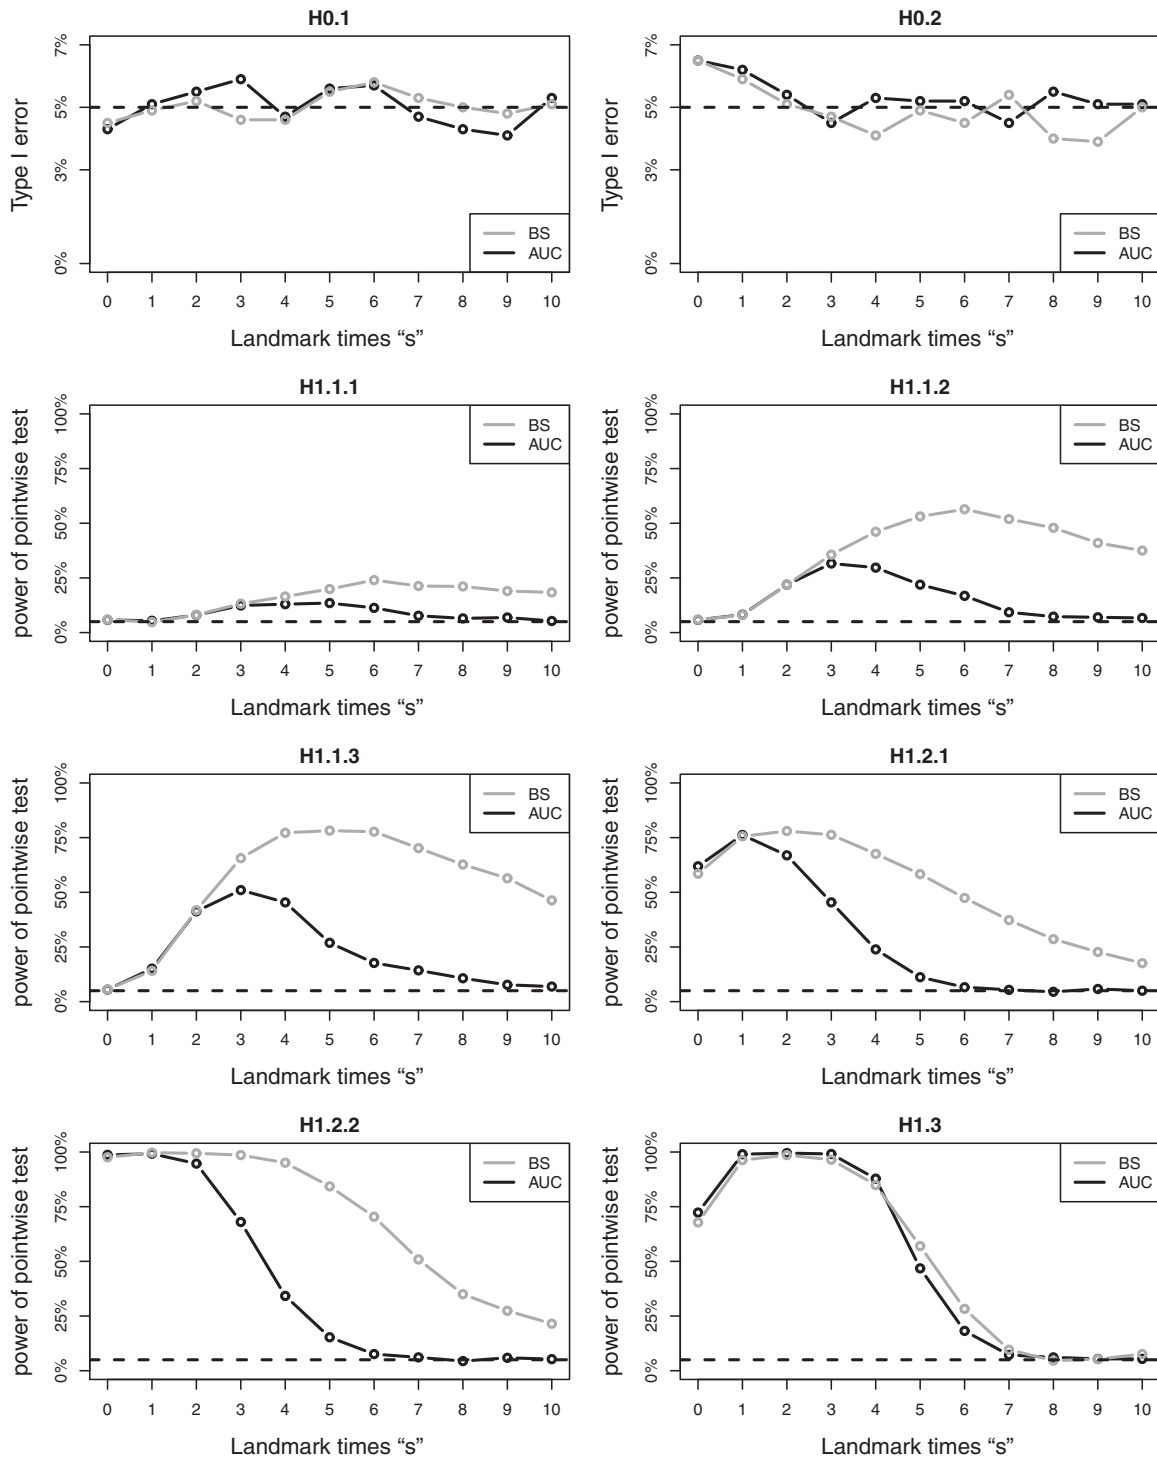 H0.1
7%
5%
3%
0%
Type I error
BS
AUC
0 1 2 3 4 5 6 7 8 9 10
Landmark times “s”
H0.2
7%
5%
3%
0%
Type I error
BS
AUC
0 1 2 3 4 5 6 7 8 9 10
Landmark times “s”
H1.1.1
100%
75%
50%
25%
0%
power of pointwise test
BS
AUC
0 1 2 3 4 5 6 7 8 9 10
Landmark times “s”
H1.1.2
100%
75%
50%
25%
0%
power of pointwise test
BS
AUC
0 1 2 3 4 5 6 7 8 9 10
Landmark times “s”
H1.1.3
100%
75%
50%
25%
0%
power of pointwise test
BS
AUC
0 1 2 3 4 5 6 7 8 9 10
Landmark times “s”
H1.2.1
100%
75%
50%
25%
0%
power of pointwise test
BS
AUC
0 1 2 3 4 5 6 7 8 9 10
Landmark times “s”
H1.2.2
100%
75%
50%
25%
0%
power of pointwise test
BS
AUC
0 1 2 3 4 5 6 7 8 9 10
Landmark times “s”
H1.3
100%
75%
50%
25%
0%
power of pointwise test
BS
AUC
0 1 2 3 4 5 6 7 8 9 10
Landmark times “s”